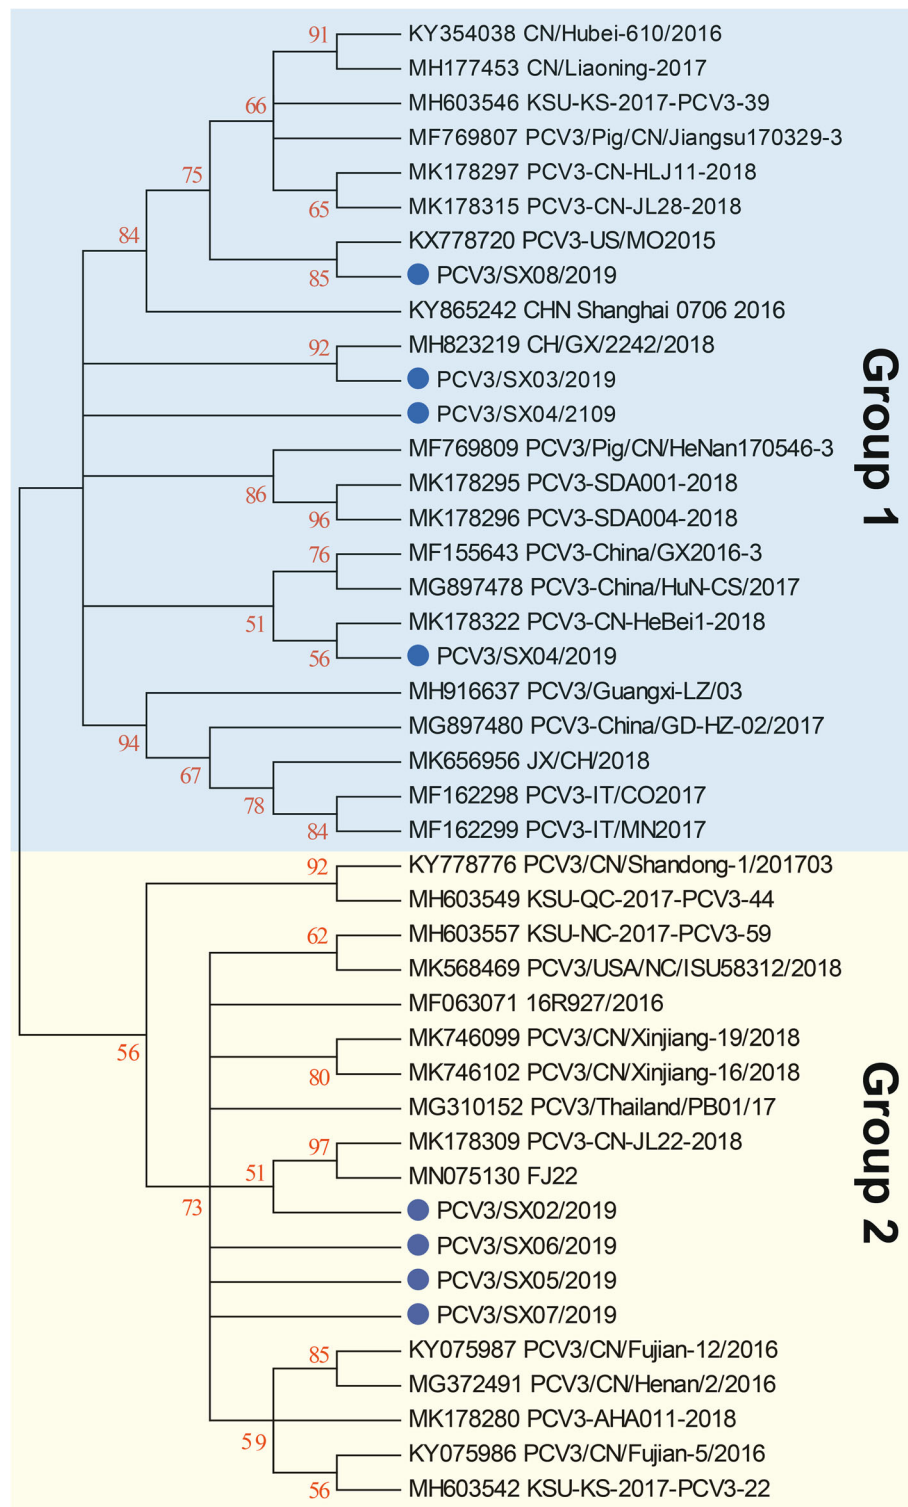 91
KY354038 CN/Hubei-610/2016
MH177453 CN/Liaoning-2017
66
MH603546 KSU-KS-2017-PCV3-39
MF769807 PCV3/Pig/CN/Jiangsu170329-3
75
MK178297 PCV3-CN-HLJ11-2018
65
MK178315 PCV3-CN-JL28-2018
84
KX778720 PCV3-US/MO2015
85
PCV3/SX08/2019
KY865242 CHN Shanghai 0706 2016
92
MH823219 CH/GX/2242/2018
PCV3/SX03/2019
PCV3/SX04/2109
Group 1
MF769809 PCV3/Pig/CN/HeNan170546-3
86
MK178295 PCV3-SDA001-2018
96
MK178296 PCV3-SDA004-2018
76
MF155643 PCV3-China/GX2016-3
MG897478 PCV3-China/HuN-CS/2017
51
MK178322 PCV3-CN-HeBei1-2018
56
PCV3/SX04/2019
MH916637 PCV3/Guangxi-LZ/03
94
MG897480 PCV3-China/GD-HZ-02/2017
67
MK656956 JX/CH/2018
78
MF162298 PCV3-IT/CO2017
84
MF162299 PCV3-IT/MN2017
92
KY778776 PCV3/CN/Shandong-1/201703
MH603549 KSU-QC-2017-PCV3-44
62
MH603557 KSU-NC-2017-PCV3-59
MK568469 PCV3/USA/NC/ISU58312/2018
MF063071 16R927/2016
56
MK746099 PCV3/CN/Xinjiang-19/2018
80
MK746102 PCV3/CN/Xinjiang-16/2018
MG310152 PCV3/Thailand/PB01/17
Group 2
97
MK178309 PCV3-CN-JL22-2018
51
MN075130 FJ22
73
PCV3/SX02/2019
PCV3/SX06/2019
PCV3/SX05/2019
PCV3/SX07/2019
85
KY075987 PCV3/CN/Fujian-12/2016
MG372491 PCV3/CN/Henan/2/2016
MK178280 PCV3-AHA011-2018
59
KY075986 PCV3/CN/Fujian-5/2016
56
MH603542 KSU-KS-2017-PCV3-22